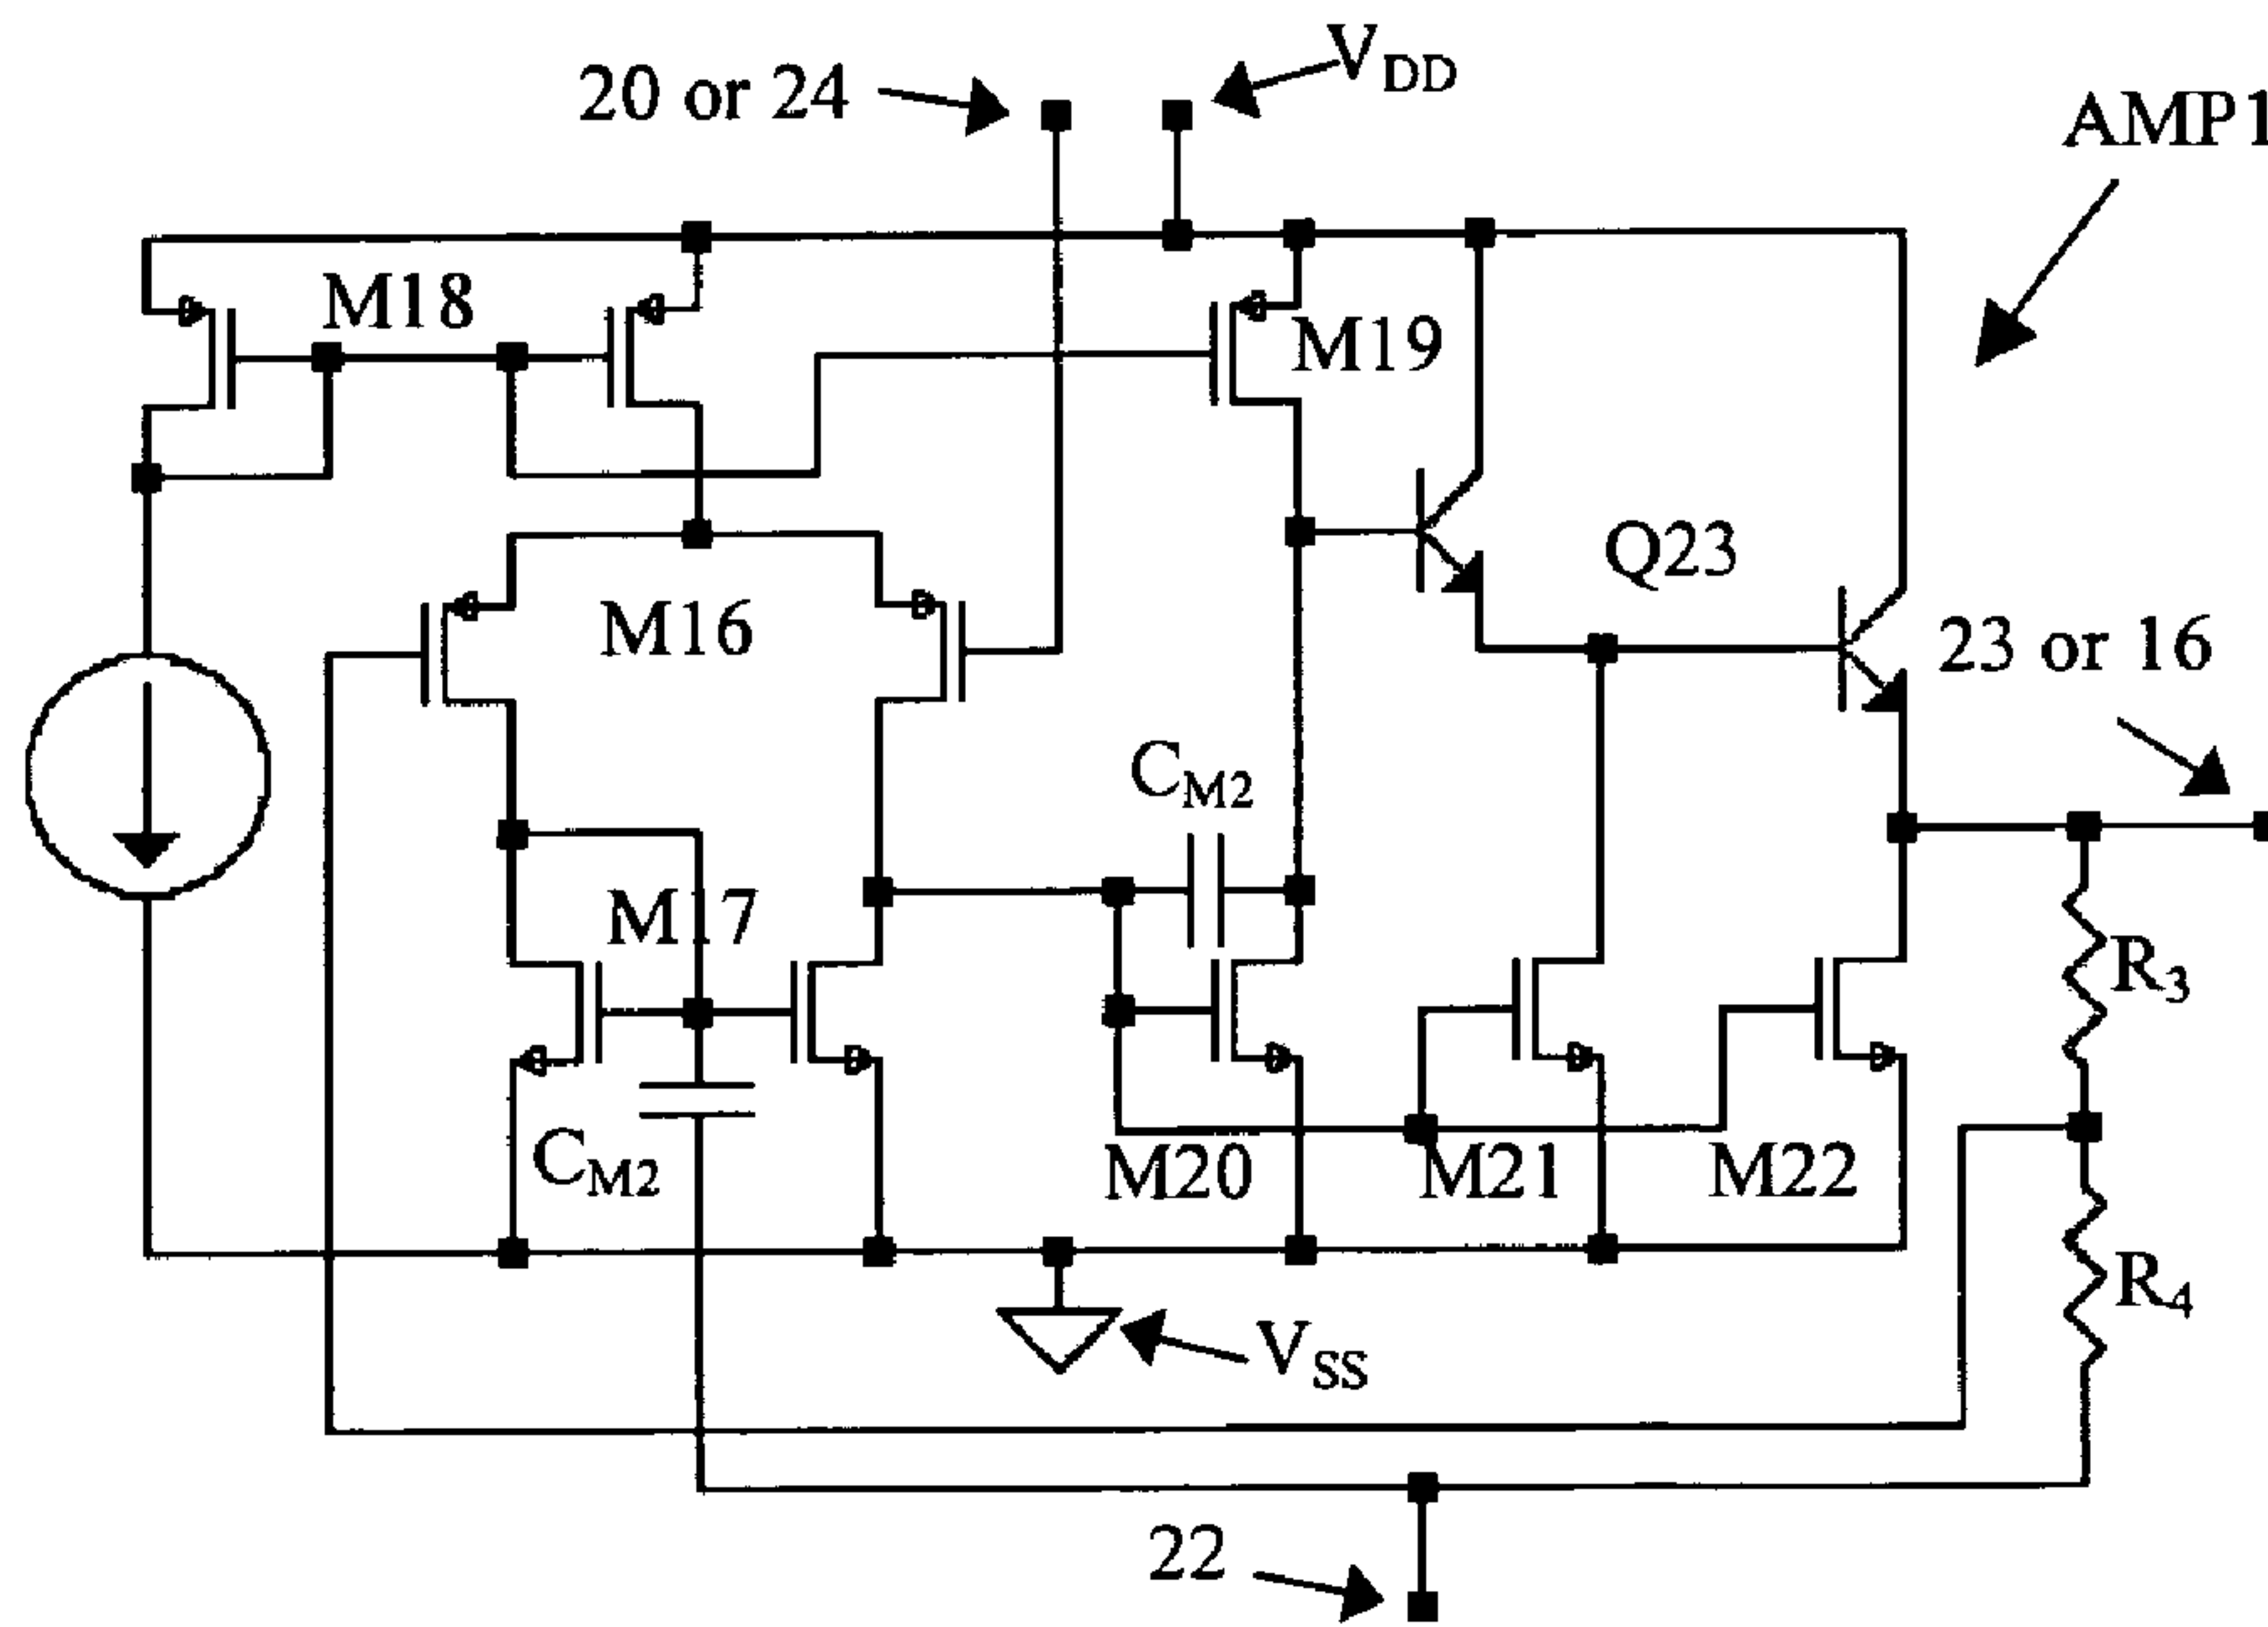 20 or 24
VDD
AMP1
M18
M19
M16
Q23
23 or 16
CM2
M17
R3
CM2
M20
M21
M22
R4
VSS
22